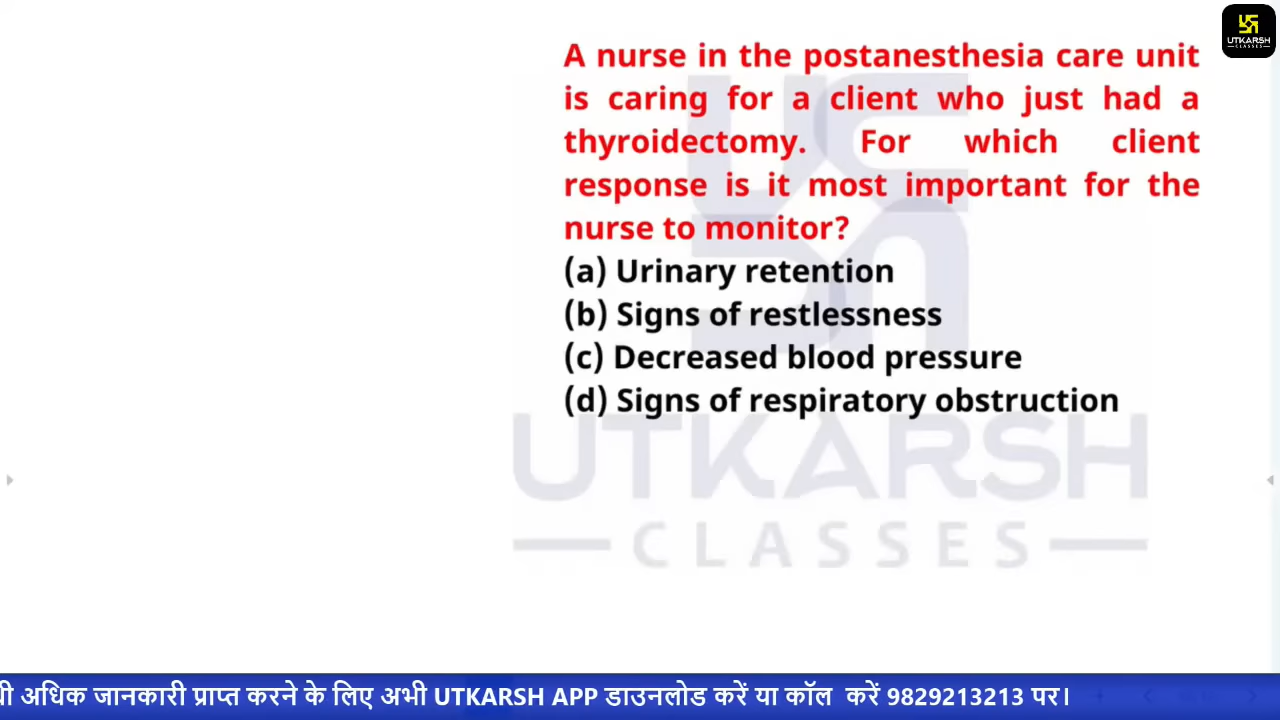 UTKARSH
CLASSES
A nurse in the postanesthesia care unit
is caring for a client who just had a
thyroidectomy. For which client
response is it most important for the
nurse to monitor?
(a) Urinary retention
(b) Signs of restlessness
(c) Decreased blood pressure
(d) Signs of respiratory obstruction
UTKARSH
CLASSES
अधिक जानकारी प्राप्त करने के लिए अभी UTKARSH APP डाउनलोड करें या कॉल करें 9829213213 पर।